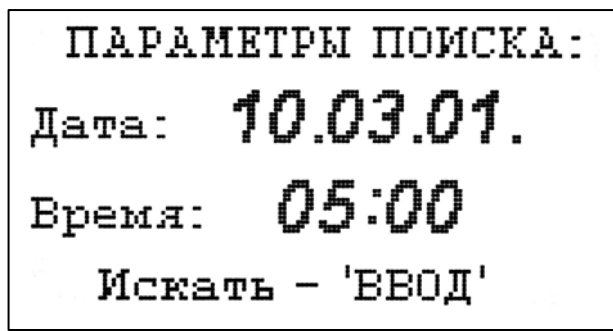 ПАРАМЕТРЫ ПОИСКА:
Дата: 10.03.01.
Время: 05:00
Искать - 'ВВОД'